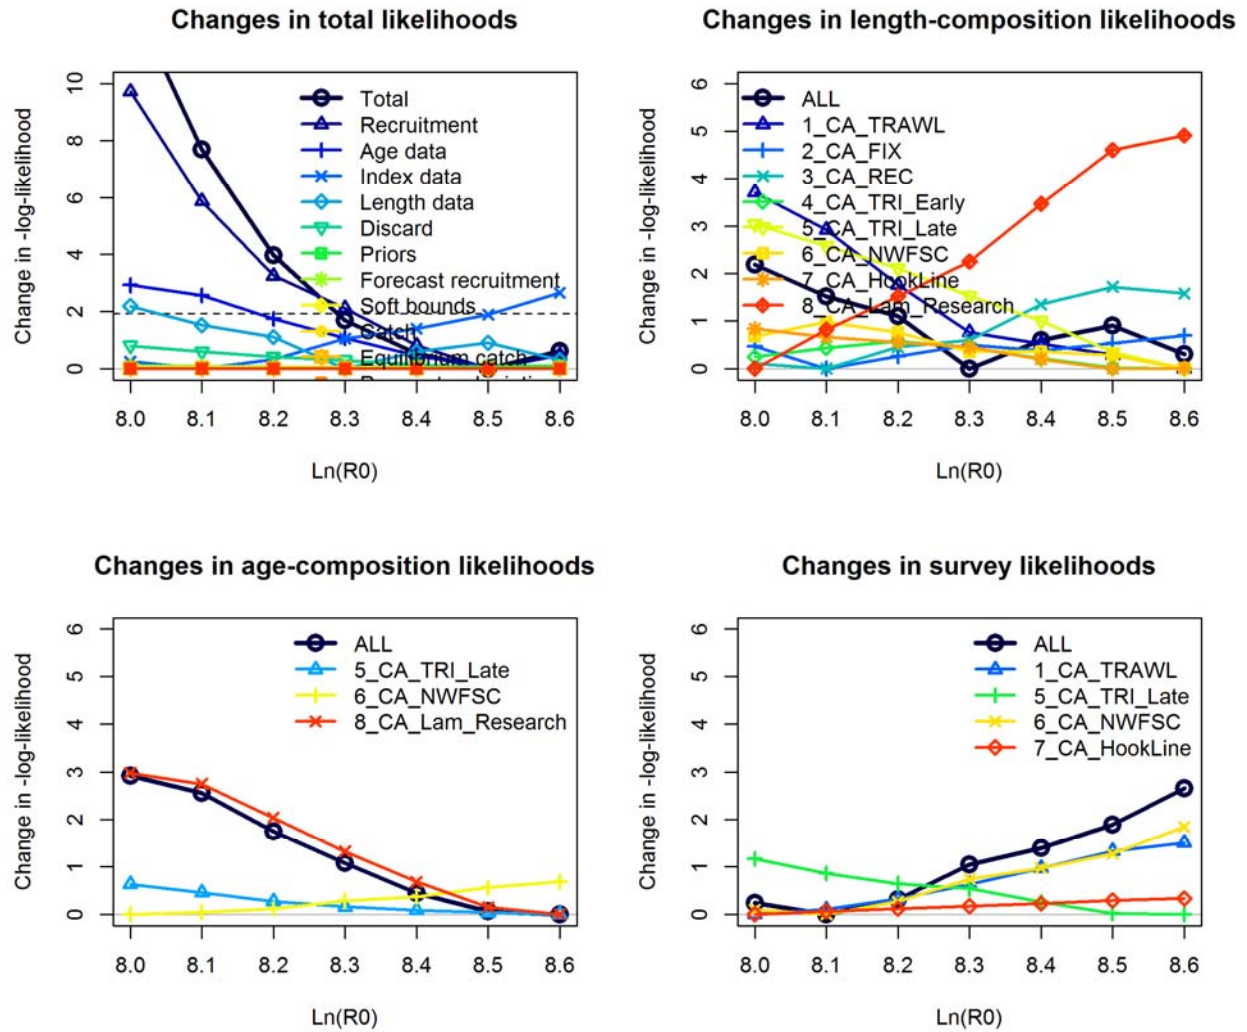 Changes in total likelihoods
Change in -log-likelihood
10
8
6
4
2
0
Total
Recruitment
Age data
Index data
Length data
Discard
Priors
Forecast recruitment
Soft bounds
Catch
Equilibrium catch
8.0 8.1 8.2 8.3 8.4 8.5 8.6
Ln(R0)
Changes in length-composition likelihoods
Change in -log-likelihood
6
5
4
3
2
1
0
ALL
1_CA_TRAWL
2_CA_FIX
3_CA_REC
4_CA_TRI_Early
5_CA_TRI_Late
6_CA_NWFSC
7_CA_HookLine
8_CA_Lam_Research
8.0 8.1 8.2 8.3 8.4 8.5 8.6
Ln(R0)
Changes in age-composition likelihoods
Change in -log-likelihood
6
5
4
3
2
1
0
ALL
5_CA_TRI_Late
6_CA_NWFSC
8_CA_Lam_Research
8.0 8.1 8.2 8.3 8.4 8.5 8.6
Ln(R0)
Changes in survey likelihoods
Change in -log-likelihood
6
5
4
3
2
1
0
ALL
1_CA_TRAWL
5_CA_TRI_Late
6_CA_NWFSC
7_CA_HookLine
8.0 8.1 8.2 8.3 8.4 8.5 8.6
Ln(R0)